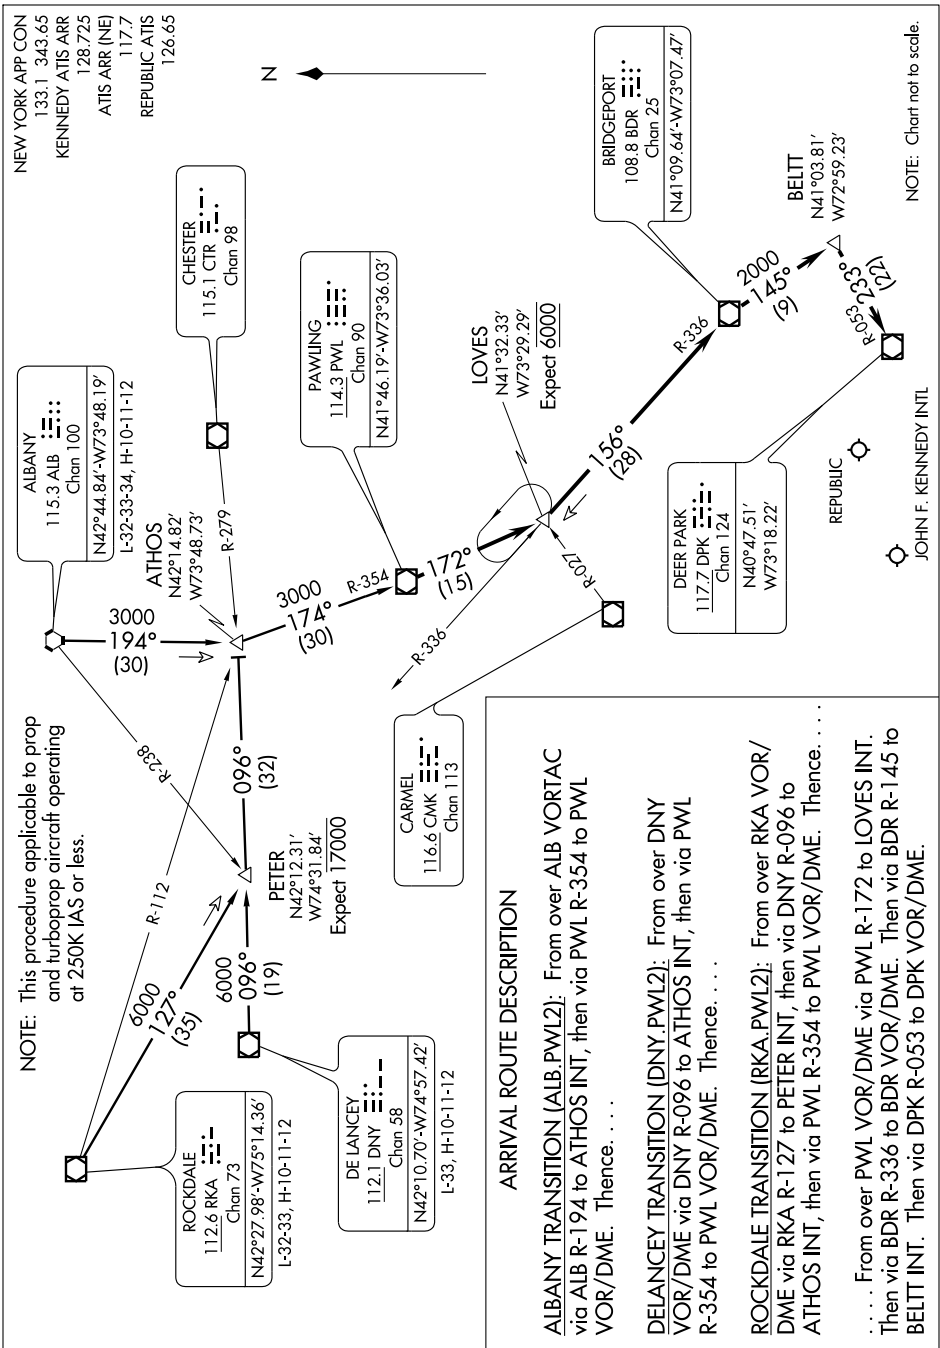 NEW YORK APP CON
133.1 343.65
KENNEDY ATIS ARR
128.725
ATIS ARR (NE)
117.7
REPUBLIC ATIS
126.65
N
NOTE: This procedure applicable to prop
and turboprop aircraft operating
at 250K IAS or less.
ALBANY
115.3 ALB
Chan 100
N42°44.84'-W73°48.19'
L-32-33-34, H-10-11-12
CHESTER
115.1 CTR
Chan 98
ATHOS
N42°14.82'
W73°48.73'
R-279
3000
194°
(30)
R-238
R-112
ROCKDALE
112.6 RKA
Chan 73
N42°27.98'-W75°14.36'
L-32-33, H-10-11-12
6000
127°
(35)
DE LANCEY
112.1 DNY
Chan 58
N42°10.70'-W74°57.42'
L-33, H-10-11-12
6000
096°
(19)
PETER
N42°12.31'
W74°31.84'
Expect 17000
096°
(32)
3000
174°
(30)
R-354
PAWLING
114.3 PWL
Chan 90
N41°46.19'-W73°36.03'
172°
(15)
LOVES
N41°32.33'
W73°29.29'
Expect 6000
R-336
R-027
CARMEL
116.6 CMK
Chan 113
156°
(28)
R-336
BRIDGEPORT
108.8 BDR
Chan 25
N41°09.64'-W73°07.47'
2000
145°
(9)
BELTT
N41°03.81'
W72°59.23'
R-053
233°
(22)
DEER PARK
117.7 DPK
Chan 124
N40°47.51'
W73°18.22'
REPUBLIC
JOHN F. KENNEDY INTL
NOTE: Chart not to scale.
ARRIVAL ROUTE DESCRIPTION
ALBANY TRANSITION (ALB.PWL2): From over ALB VORTAC
via ALB R-194 to ATHOS INT, then via PWL R-354 to PWL
VOR/DME. Thence. . . .
DELANCEY TRANSITION (DNY.PWL2): From over DNY
VOR/DME via DNY R-096 to ATHOS INT, then via PWL
R-354 to PWL VOR/DME. Thence. . . .
ROCKDALE TRANSITION (RKA.PWL2): From over RKA VOR/
DME via RKA R-127 to PETER INT, then via DNY R-096 to
ATHOS INT, then via PWL R-354 to PWL VOR/DME. Thence. . . .
. . . . From over PWL VOR/DME via PWL R-172 to LOVES INT.
Then via BDR R-336 to BDR VOR/DME. Then via BDR R-145 to
BELTT INT. Then via DPK R-053 to DPK VOR/DME.